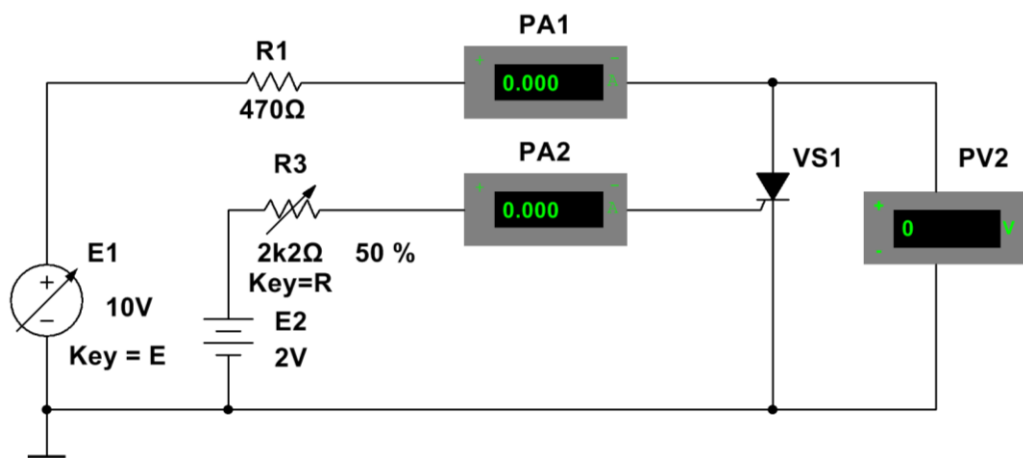 PA1
R1
+ -
0.000 A
470Ω
PA2
R3
VS1
PV2
+ -
0.000 A
+
0 V
-
2k2Ω 50 %
E1
Key=R
+
10V
-
E2
Key = E
2V